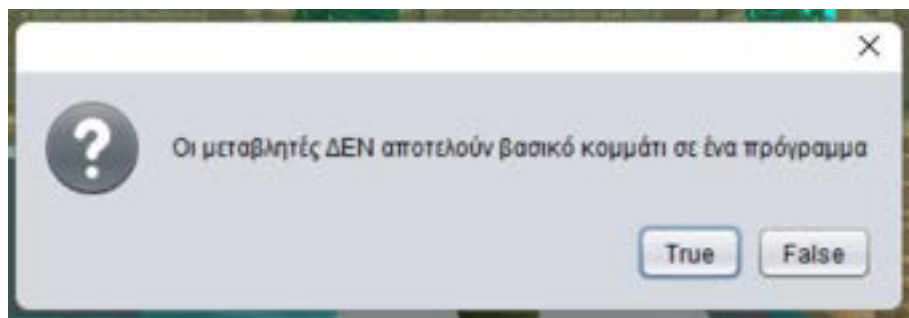 Οι μεταβλητές ΔΕΝ αποτελούν βασικό κομμάτι σε ένα πρόγραμμα
True False